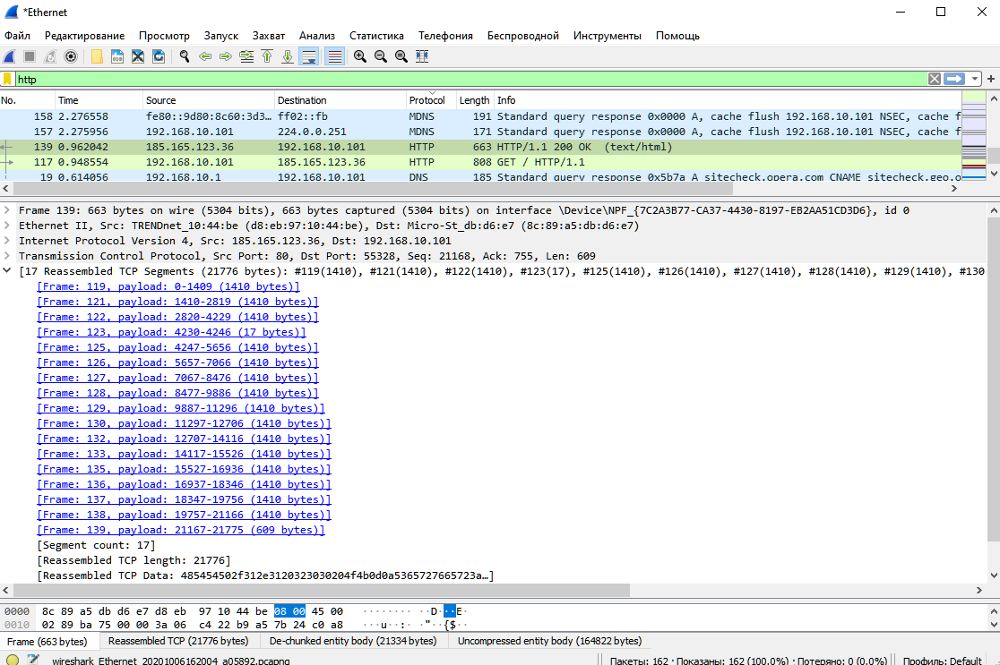 *Ethernet
Файл Редактирование Просмотр Запуск Захват Анализ Статистика Телефония Беспроводной Инструменты Помощь
http
No. Time Source Destination Protocol Length Info
158 2.276558 fe80::9d80:8c60:3d3… ff02::fb MDNS 191 Standard query response 0x0000 A, cache flush 192.168.10.101 NSEC, cache f
157 2.275956 192.168.10.101 224.0.0.251 MDNS 171 Standard query response 0x0000 A, cache flush 192.168.10.101 NSEC, cache f
139 0.962042 185.165.123.36 192.168.10.101 HTTP 663 HTTP/1.1 200 OK (text/html)
117 0.948554 192.168.10.101 185.165.123.36 HTTP 808 GET / HTTP/1.1
19 0.614056 192.168.10.1 192.168.10.101 DNS 185 Standard query response 0x5b7a A sitecheck.opera.com CNAME sitecheck.geo.o
Frame 139: 663 bytes on wire (5304 bits), 663 bytes captured (5304 bits) on interface \Device\NPF_{7C2A3B77-CA37-4430-8197-EB2AA51CD3D6}, id 0
Ethernet II, Src: TRENDnet_10:44:be (d8:eb:97:10:44:be), Dst: Micro-St_db:d6:e7 (8c:89:a5:db:d6:e7)
Internet Protocol Version 4, Src: 185.165.123.36, Dst: 192.168.10.101
Transmission Control Protocol, Src Port: 80, Dst Port: 55328, Seq: 21168, Ack: 755, Len: 609
[17 Reassembled TCP Segments (21776 bytes): #119(1410), #121(1410), #122(1410), #123(17), #125(1410), #126(1410), #127(1410), #128(1410), #129(1410), #130
[Frame: 119, payload: 0-1409 (1410 bytes)]
[Frame: 121, payload: 1410-2819 (1410 bytes)]
[Frame: 122, payload: 2820-4229 (1410 bytes)]
[Frame: 123, payload: 4230-4246 (17 bytes)]
[Frame: 125, payload: 4247-5656 (1410 bytes)]
[Frame: 126, payload: 5657-7066 (1410 bytes)]
[Frame: 127, payload: 7067-8476 (1410 bytes)]
[Frame: 128, payload: 8477-9886 (1410 bytes)]
[Frame: 129, payload: 9887-11296 (1410 bytes)]
[Frame: 130, payload: 11297-12706 (1410 bytes)]
[Frame: 132, payload: 12707-14116 (1410 bytes)]
[Frame: 133, payload: 14117-15526 (1410 bytes)]
[Frame: 135, payload: 15527-16936 (1410 bytes)]
[Frame: 136, payload: 16937-18346 (1410 bytes)]
[Frame: 137, payload: 18347-19756 (1410 bytes)]
[Frame: 138, payload: 19757-21166 (1410 bytes)]
[Frame: 139, payload: 21167-21775 (609 bytes)]
[Segment count: 17]
[Reassembled TCP length: 21776]
[Reassembled TCP Data: 485454502f312e3120323030204f4b0d0a5365727665723a…]
0000 8c 89 a5 db d6 e7 d8 eb 97 10 44 be 08 00 45 00 ········ ··D···E·
0010 02 89 ba 75 00 00 3a 06 c4 22 b9 a5 7b 24 c0 a8 ···u··:· ·"··{$··
Frame (663 bytes) Reassembled TCP (21776 bytes) De-chunked entity body (21334 bytes) Uncompressed entity body (164822 bytes)
wireshark_Ethernet_20201006162004_a05892.pcapng Пакеты: 162 · Показаны: 162 (100.0%) · Потеряно: 0 (0.0%) Профиль: Default